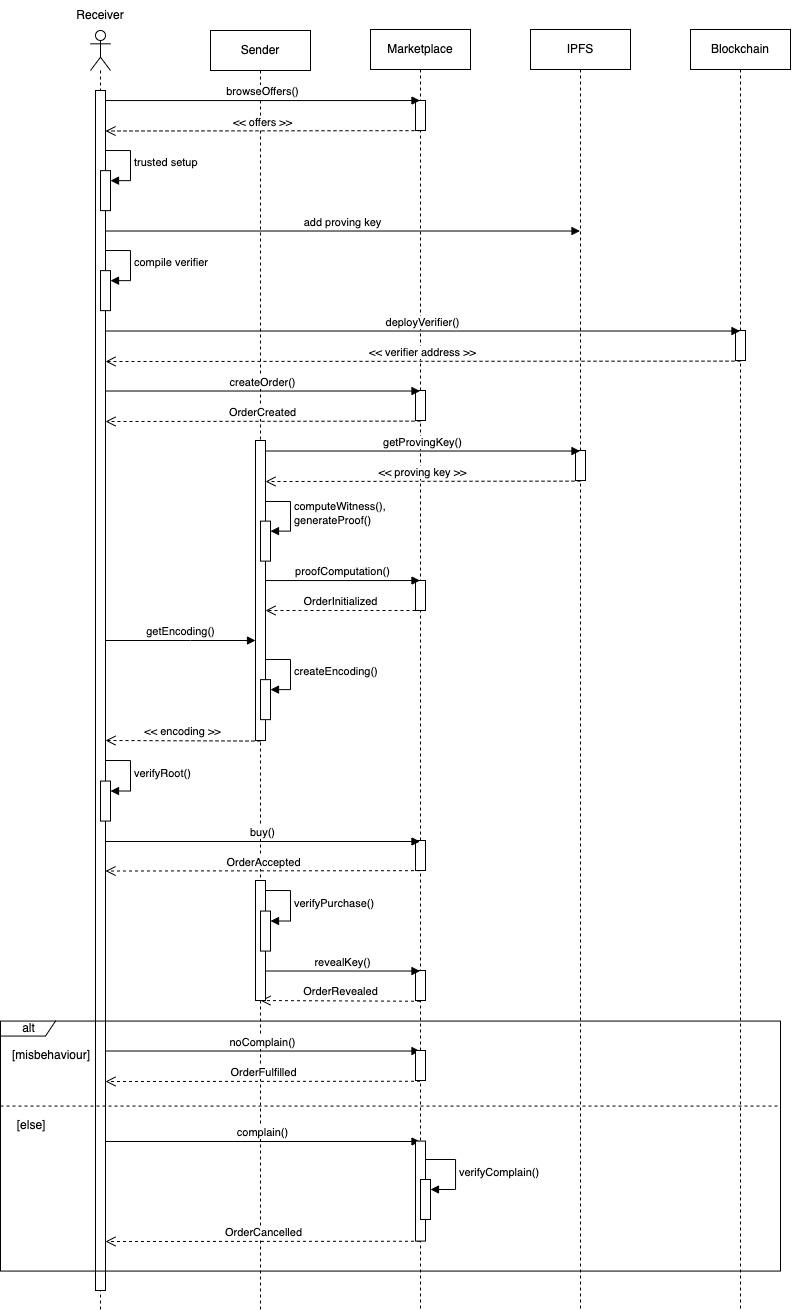 Receiver
Sender
Marketplace
IPFS
Blockchain
browseOffers()
<< offers >>
trusted setup
add proving key
compile verifier
deployVerifier()
<< verifier address >>
createOrder()
OrderCreated
getProvingKey()
<< proving key >>
computeWitness(),
generateProof()
proofComputation()
OrderInitialized
getEncoding()
createEncoding()
<< encoding >>
verifyRoot()
buy()
OrderAccepted
verifyPurchase()
revealKey()
OrderRevealed
alt
noComplain()
[misbehaviour]
OrderFulfilled
[else]
complain()
verifyComplain()
OrderCancelled